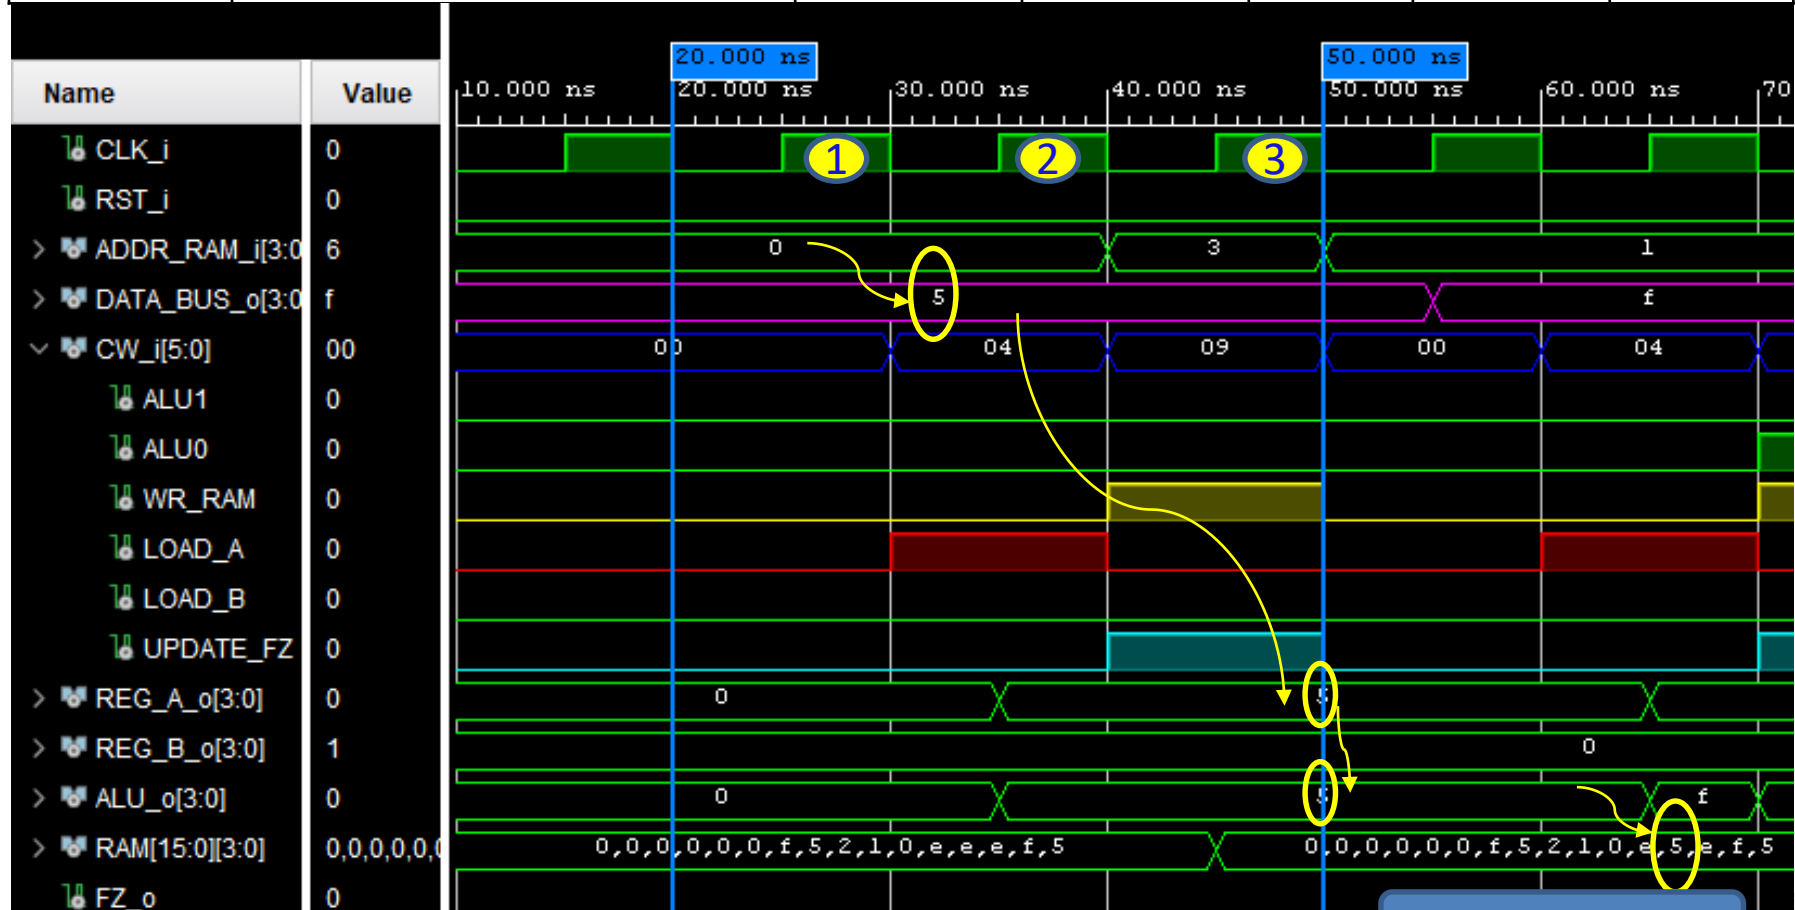 20.000 ns 50.000 ns
Name Value 10.000 ns 20.000 ns 30.000 ns 40.000 ns 50.000 ns 60.000 ns 70
CLK_i 0 1 2 3
RST_i 0
ADDR_RAM_i[3:0 6 0 3 1
DATA_BUS_o[3:0 f 5 f
CW_i[5:0] 00 00 04 09 00 04
ALU1 0
ALU0 0
WR_RAM 0
LOAD_A 0
LOAD_B 0
UPDATE_FZ 0
REG_A_o[3:0] 0 0 5
REG_B_o[3:0] 1 0
ALU_o[3:0] 0 0 5 f
RAM[15:0][3:0] 0,0,0,0,0,0 0,0,0,0,0,0,f,5,2,1,0,e,e,e,f,5 0,0,0,0,0,0,f,5,2,1,0,e,5,e,f,5
FZ_o 0